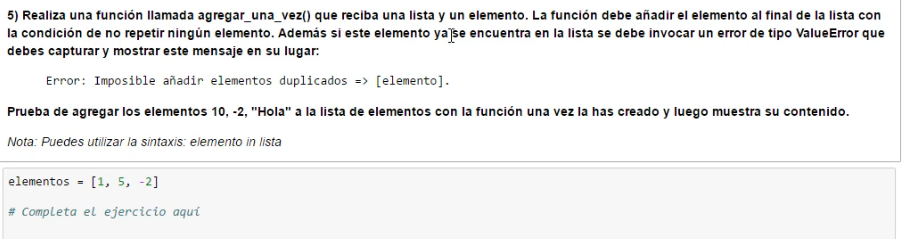 5) Realiza una función llamada agregar_una_vez() que reciba una lista y un elemento. La función debe añadir el elemento al final de la lista con
la condición de no repetir ningún elemento. Además si este elemento ya se encuentra en la lista se debe invocar un error de tipo ValueError que
debes capturar y mostrar este mensaje en su lugar:
Error: Imposible añadir elementos duplicados => [elemento].
Prueba de agregar los elementos 10, -2, "Hola" a la lista de elementos con la función una vez la has creado y luego muestra su contenido.
Nota: Puedes utilizar la sintaxis: elemento in lista
elementos = [1, 5, -2]
# Completa el ejercicio aquí